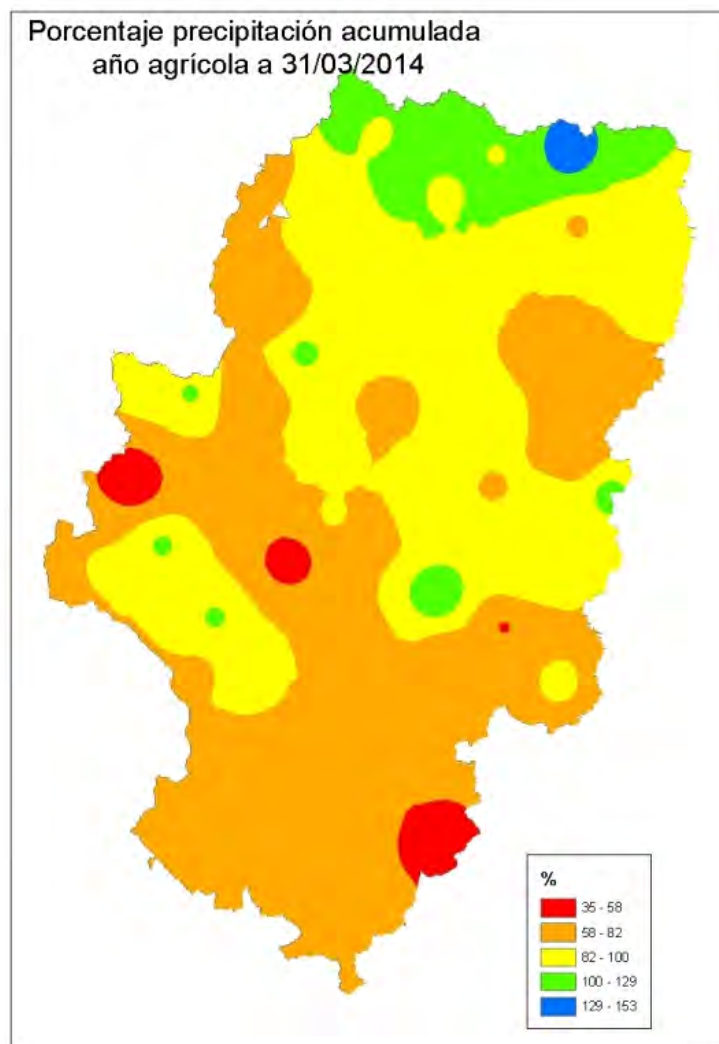 Porcentaje precipitación acumulada
año agrícola a 31/03/2014
%
35 - 58
58 - 82
82 - 100
100 - 129
129 - 153